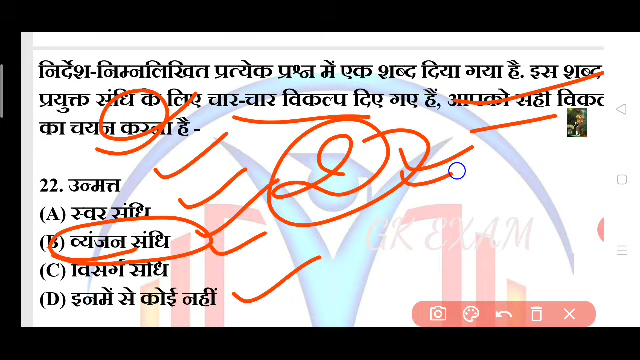 निर्देश-निम्नलिखित प्रत्येक प्रश्न में एक शब्द दिया गया है. इस शब्द
प्रयुक्त संधि के लिए चार-चार विकल्प दिए गए हैं, आपको सही विकल
का चयन करना है -
22. उन्मत्त
(A) स्वर संधि
(B) व्यंजन संधि
(C) विसर्ग संधि
(D) इनमें से कोई नहीं
GK EXAM